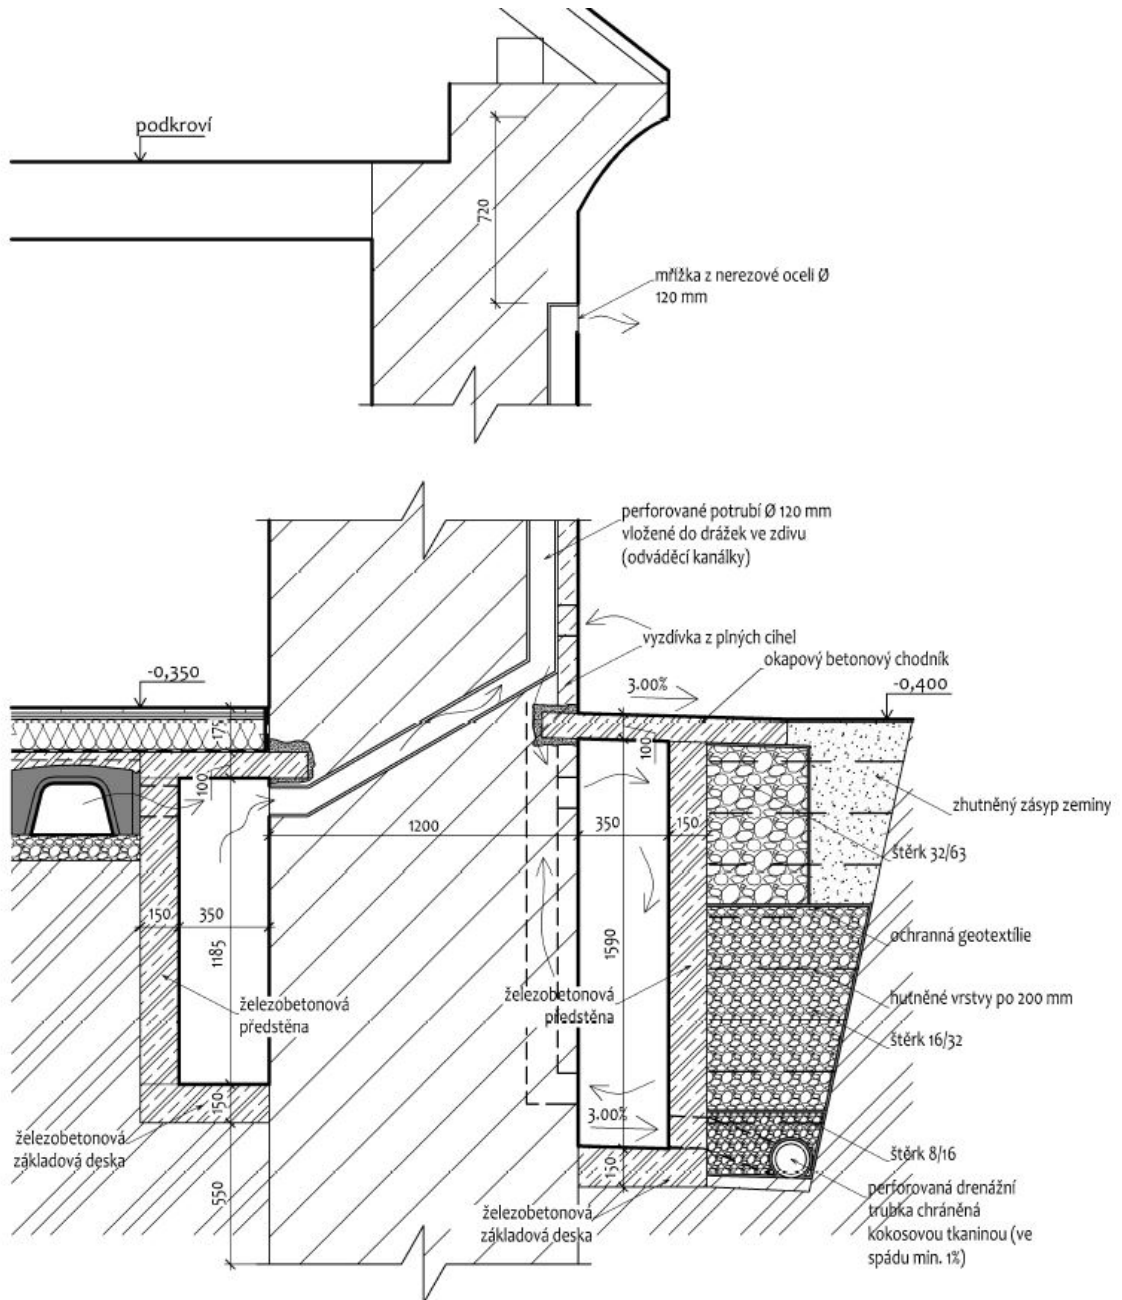 podkroví
720
mřížka z nerezové oceli Ø
120 mm
perforované potrubí Ø 120 mm
vložené do drážek ve zdivu
(odváděcí kanálky)
vyzdívka z plných cihel
okapový betonový chodník
-0,350
3.00%
-0,400
175
100
100
zhutněný zásyp zeminy
1200
350
150
štěrk 32/63
150
350
1185
1590
ochranná geotextílie
železobetonová
předstěna
železobetonová
předstěna
hutněné vrstvy po 200 mm
štěrk 16/32
150
3.00%
železobetonová
základová deska
štěrk 8/16
150
550
perforovaná drenážní
trubka chráněná
kokosovou tkaninou (ve
spádu min. 1%)
železobetonová
základová deska